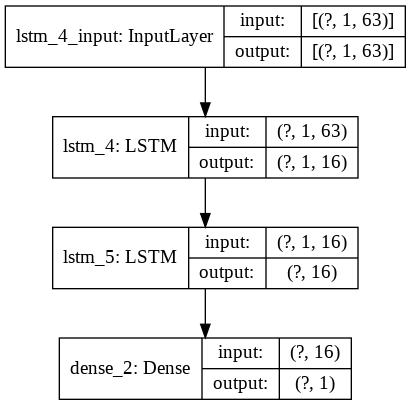 lstm_4_input: InputLayer
input: [(?, 1, 63)]
output: [(?, 1, 63)]
lstm_4: LSTM
input: (?, 1, 63)
output: (?, 1, 16)
lstm_5: LSTM
input: (?, 1, 16)
output: (?, 16)
dense_2: Dense
input: (?, 16)
output: (?, 1)